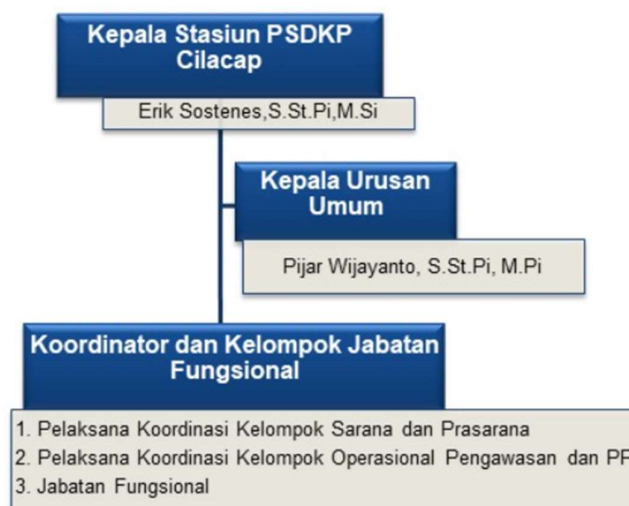 Kepala Stasiun PSDKP
Cilacap
Erik Sostenes,S.St.Pi,M.Si
Kepala Urusan
Umum
Pijar Wijayanto, S.St.Pi, M.Pi
Koordinator dan Kelompok Jabatan
Fungsional
1. Pelaksana Koordinasi Kelompok Sarana dan Prasarana
2. Pelaksana Koordinasi Kelompok Operasional Pengawasan dan PP
3. Jabatan Fungsional